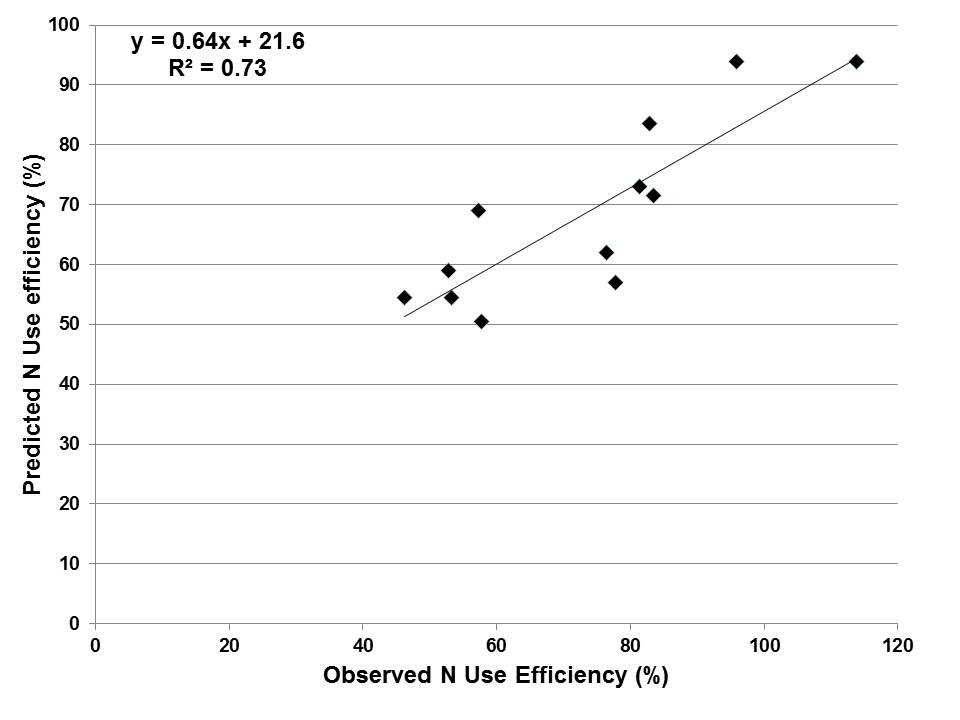 y = 0.64x + 21.6
R² = 0.73
100
90
80
70
60
50
40
30
20
10
0
Predicted N Use efficiency (%)
0 20 40 60 80 100 120
Observed N Use Efficiency (%)